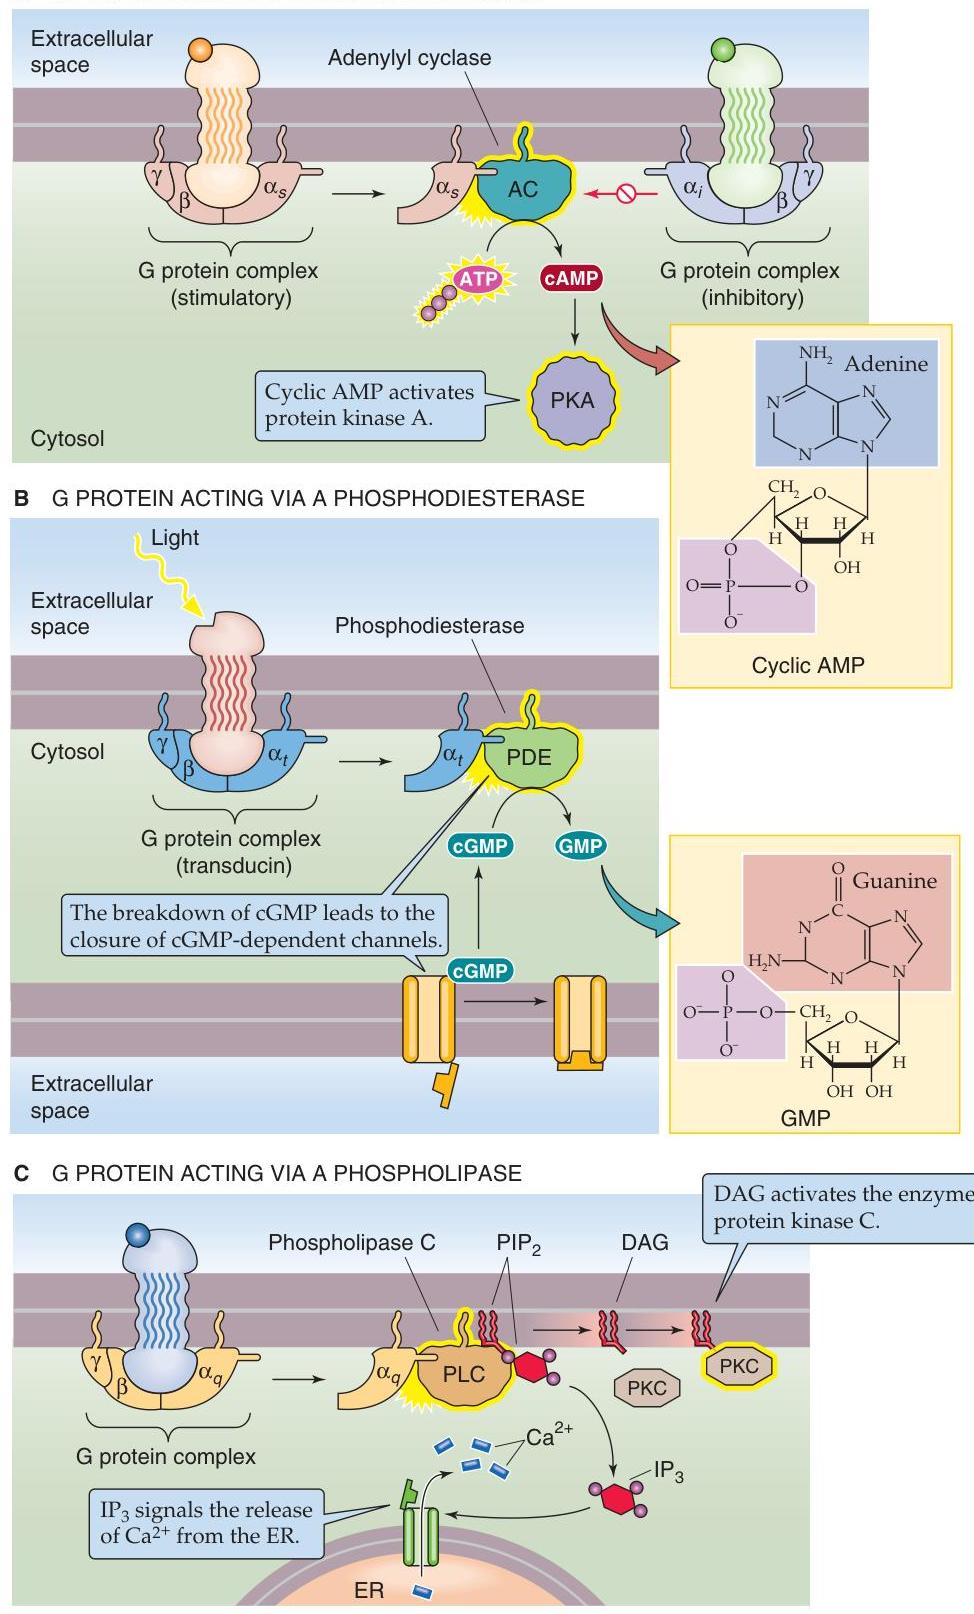 Extracellular
space
Adenylyl cyclase
γ
β
αs
αs
AC
αi
β
γ
G protein complex
(stimulatory)
ATP
cAMP
G protein complex
(inhibitory)
Cyclic AMP activates
protein kinase A.
PKA
Cytosol
NH2
Adenine
N
N
N
N
CH2
O
H
H
H
H
OH
O
O=P
O
O−
Cyclic AMP
B G PROTEIN ACTING VIA A PHOSPHODIESTERASE
Light
Extracellular
space
Phosphodiesterase
Cytosol
γ
β
αt
αt
PDE
G protein complex
(transducin)
cGMP
GMP
The breakdown of cGMP leads to the
closure of cGMP-dependent channels.
cGMP
Extracellular
space
O
Guanine
C
N
N
H2N
N
N
O
O−
P
O
CH2
O
O−
H
H
H
H
OH OH
GMP
C G PROTEIN ACTING VIA A PHOSPHOLIPASE
DAG activates the enzyme
protein kinase C.
Phospholipase C
PIP2
DAG
γ
β
αq
αq
PLC
PKC
PKC
G protein complex
Ca2+
IP3
IP3 signals the release
of Ca2+ from the ER.
ER